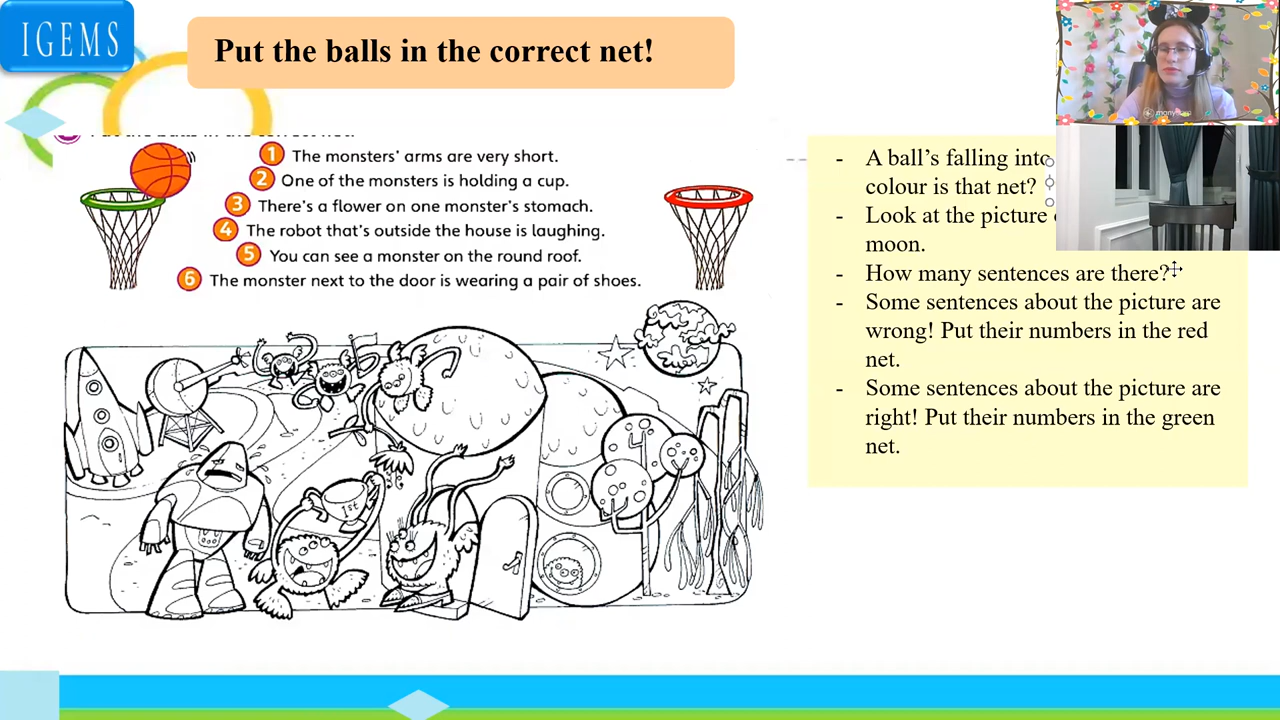 IGEMS
Put the balls in the correct net!
1 The monsters' arms are very short.
2 One of the monsters is holding a cup.
3 There's a flower on one monster's stomach.
4 The robot that's outside the house is laughing.
5 You can see a monster on the round roof.
6 The monster next to the door is wearing a pair of shoes.
1st
- A ball's falling into
colour is that net?
- Look at the picture
moon.
- How many sentences are there?
- Some sentences about the picture are
wrong! Put their numbers in the red
net.
- Some sentences about the picture are
right! Put their numbers in the green
net.